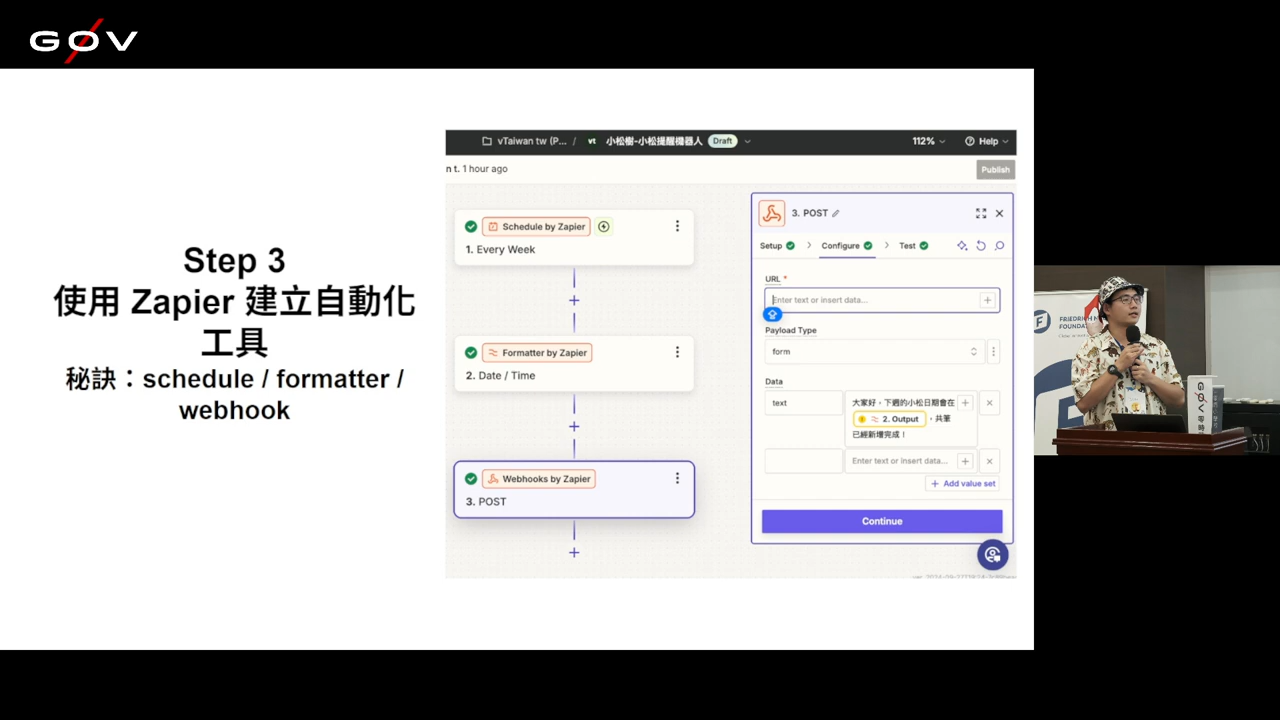 GØV
Step 3
使用 Zapier 建立自動化
工具
秘訣：schedule / formatter /
webhook
vTaiwan tw (P... / vt 小松樹-小松提醒機器人 Draft
112%
Help
n t. 1 hour ago
Publish
Schedule by Zapier
1. Every Week
Formatter by Zapier
2. Date / Time
Webhooks by Zapier
3. POST
3. POST
Setup
Configure
Test
URL *
Enter text or insert data...
Payload Type
form
Data
text
大家好，下週的小松日期會在
2. Output ，共筆
已經新增完成！
Enter text or insert data...
Add value set
Continue
FRIEDRICH N
FOUNDA